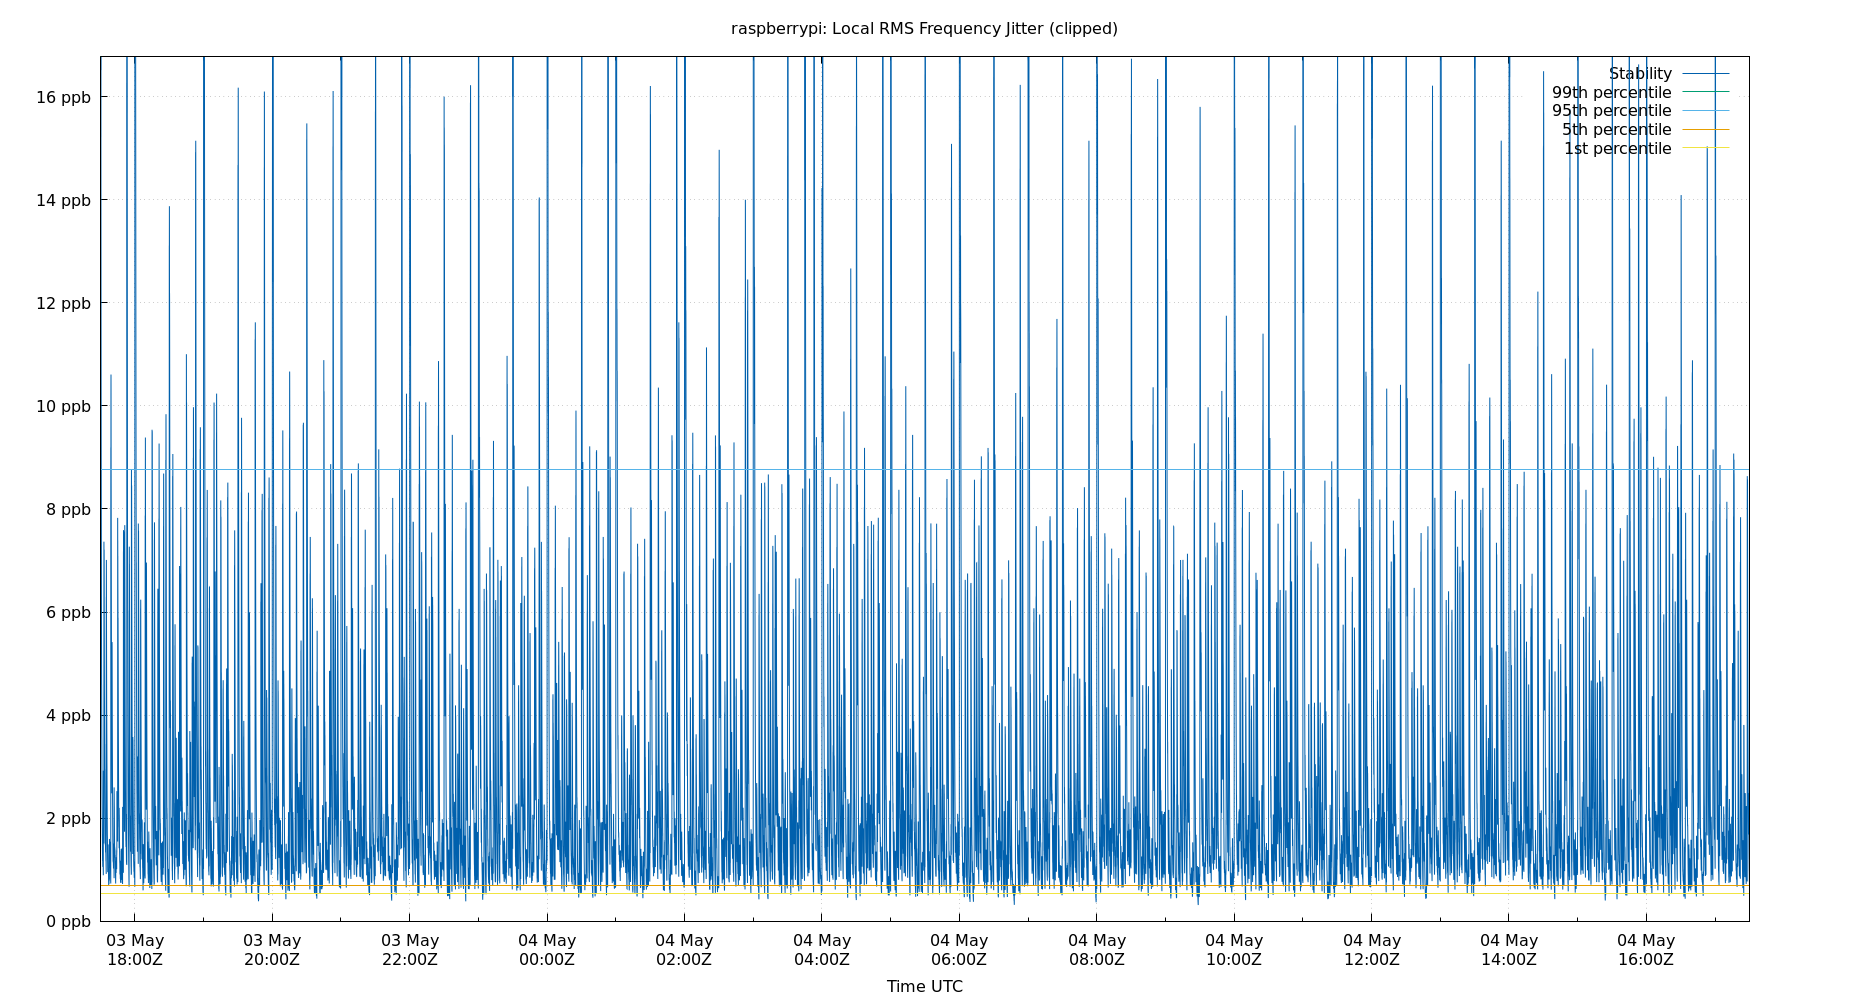 raspberrypi: Local RMS Frequency Jitter (clipped)
Stability
99th percentile
95th percentile
5th percentile
1st percentile
16 ppb
14 ppb
12 ppb
10 ppb
8 ppb
6 ppb
4 ppb
2 ppb
0 ppb
03 May 03 May 03 May 04 May 04 May 04 May 04 May 04 May 04 May 04 May 04 May 04 May
18:00Z 20:00Z 22:00Z 00:00Z 02:00Z 04:00Z 06:00Z 08:00Z 10:00Z 12:00Z 14:00Z 16:00Z
Time UTC